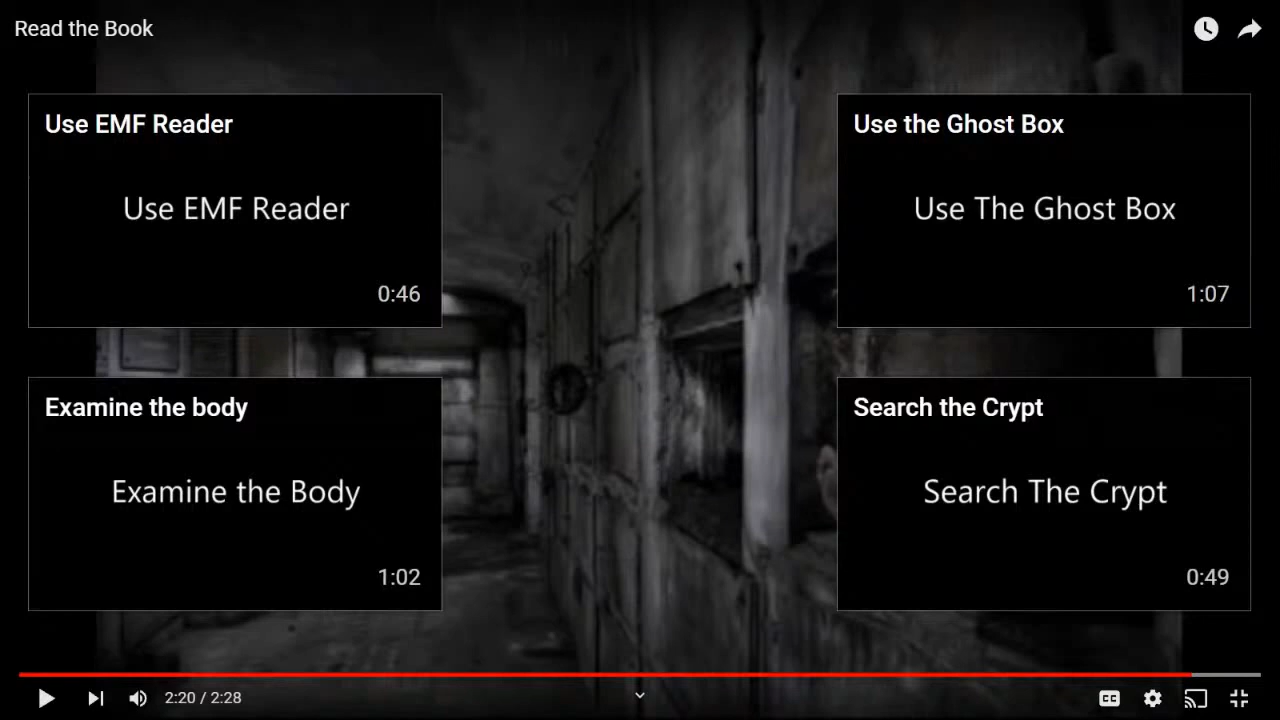 Read the Book
Use EMF Reader
Use EMF Reader
0:46
Use the Ghost Box
Use The Ghost Box
1:07
Examine the body
Examine the Body
1:02
Search the Crypt
Search The Crypt
0:49
2:20 / 2:28
CC